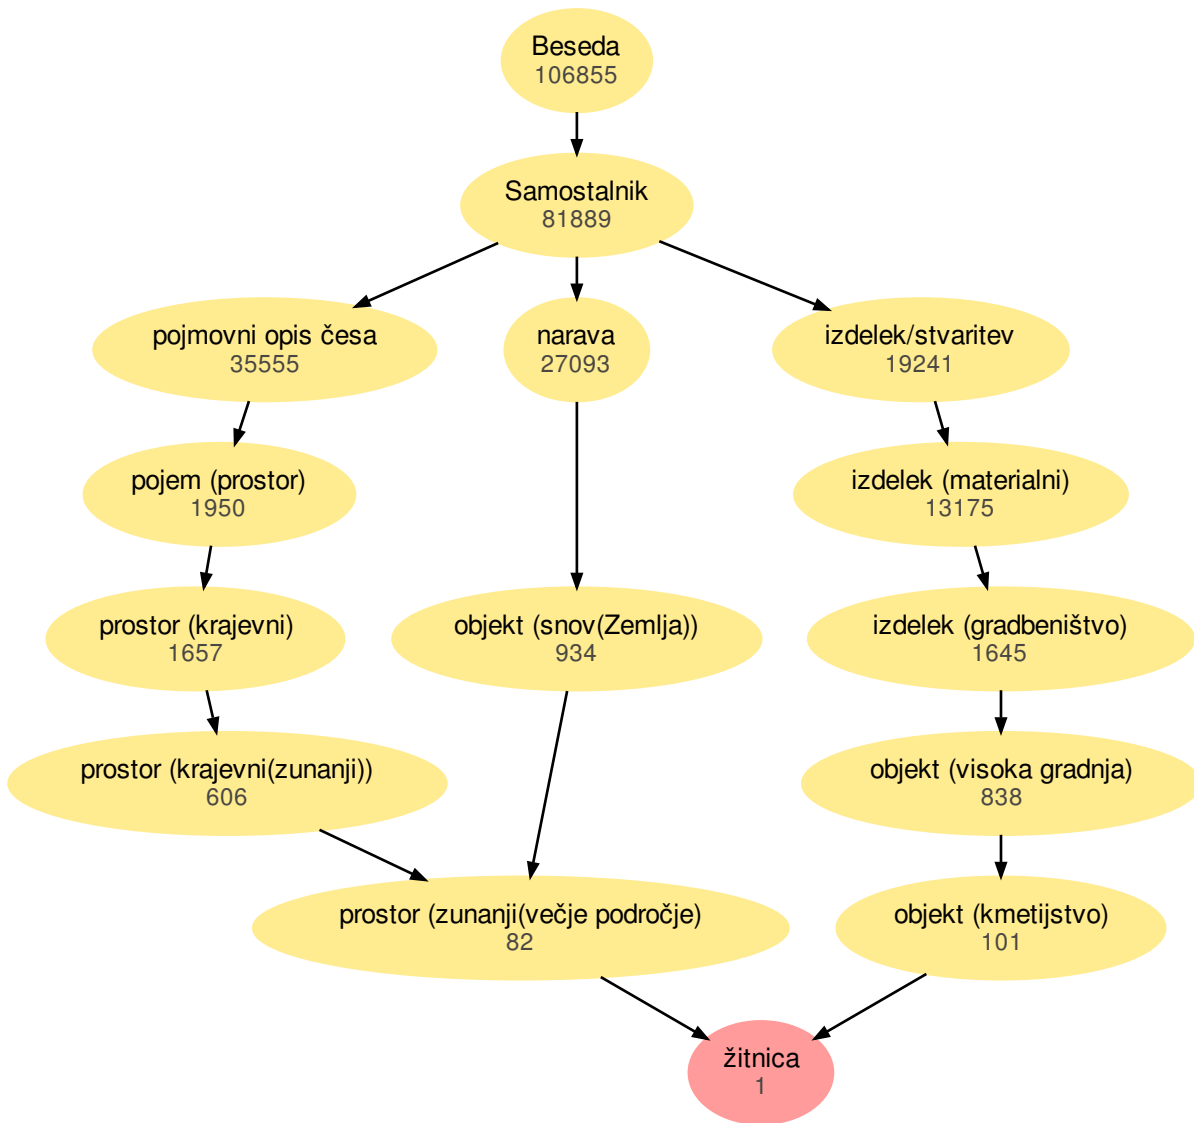 Beseda
106855
Samostalnik
81889
pojmovni opis česa
35555
narava
27093
izdelek/stvaritev
19241
pojem (prostor)
1950
izdelek (materialni)
13175
prostor (krajevni)
1657
objekt (snov(Zemlja))
934
izdelek (gradbeništvo)
1645
prostor (krajevni(zunanji))
606
objekt (visoka gradnja)
838
prostor (zunanji(večje področje)
82
objekt (kmetijstvo)
101
žitnica
1